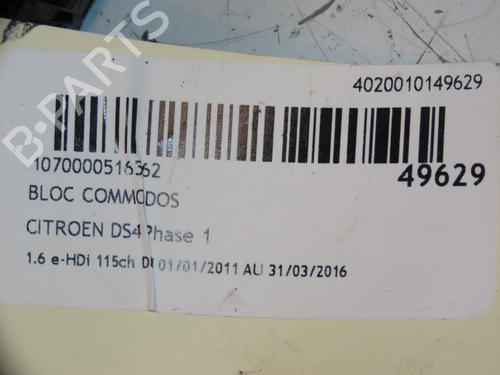 4020010149629
B-PARTS
1070000516362
49629
BLOC COMMODOS
CITROEN DS4 Phase 1
1.6 e-HDi 115ch DU 01/01/2011 AU 31/03/2016